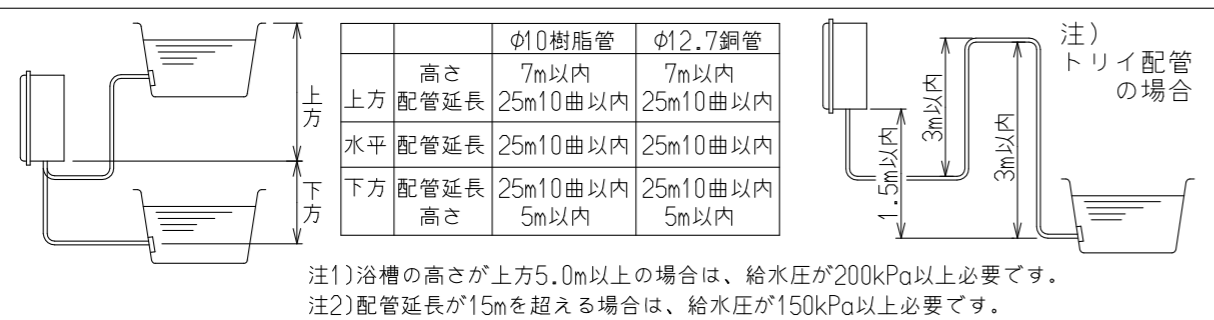 上方
下方
φ10樹脂管 φ12.7銅管
上方 高さ 7m以内 7m以内
配管延長 25m10曲以内 25m10曲以内
水平 配管延長 25m10曲以内 25m10曲以内
下方 配管延長 25m10曲以内 25m10曲以内
高さ 5m以内 5m以内
1.5m以内
3m以内
3m以内
注)
トリイ配管
の場合
注1)浴槽の高さが上方5.0m以上の場合は、給水圧が200kPa以上必要です。
注2)配管延長が15mを超える場合は、給水圧が150kPa以上必要です。